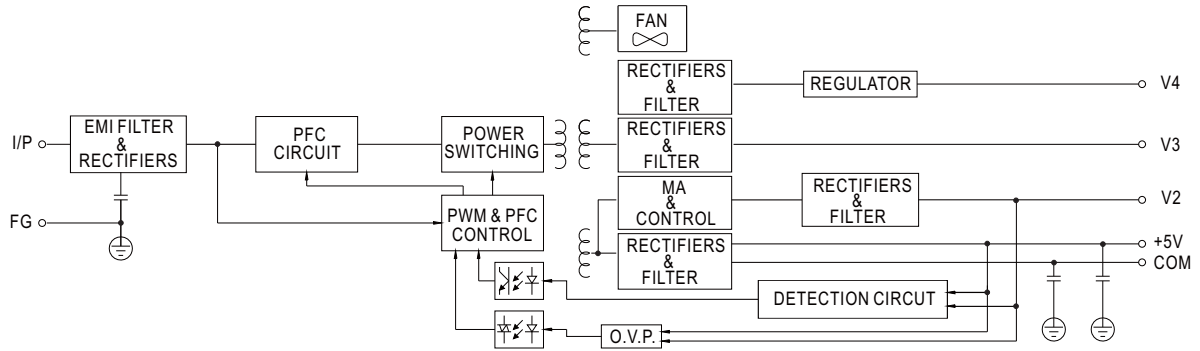 FAN
RECTIFIERS
&
FILTER
REGULATOR
V4
I/P
EMI FILTER
&
RECTIFIERS
PFC
CIRCUIT
POWER
SWITCHING
RECTIFIERS
&
FILTER
V3
FG
PWM & PFC
CONTROL
MA
&
CONTROL
RECTIFIERS
&
FILTER
V2
RECTIFIERS
&
FILTER
+5V
COM
DETECTION CIRCUT
O.V.P.